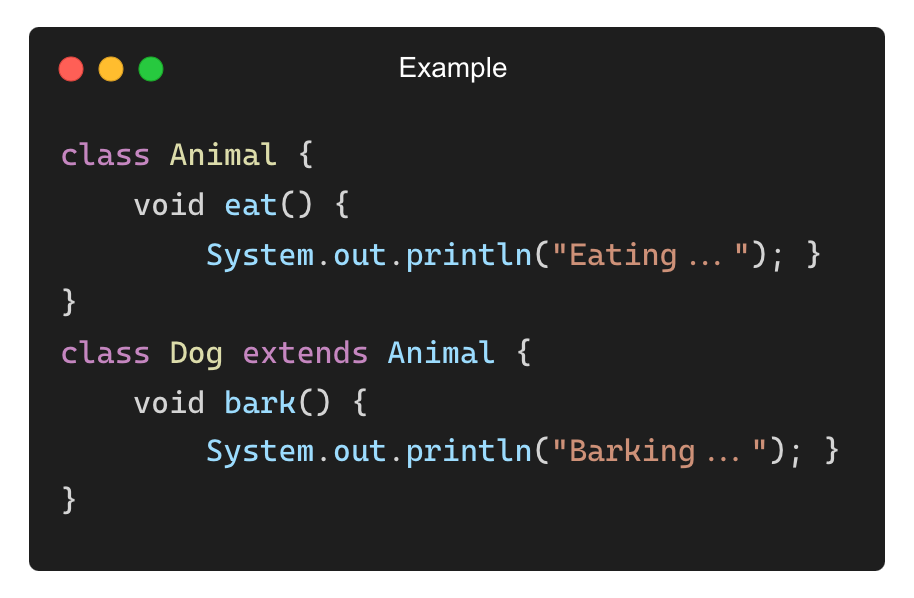 Example
class Animal {
    void eat() {
        System.out.println("Eating..."); }
}
class Dog extends Animal {
    void bark() {
        System.out.println("Barking..."); }
}